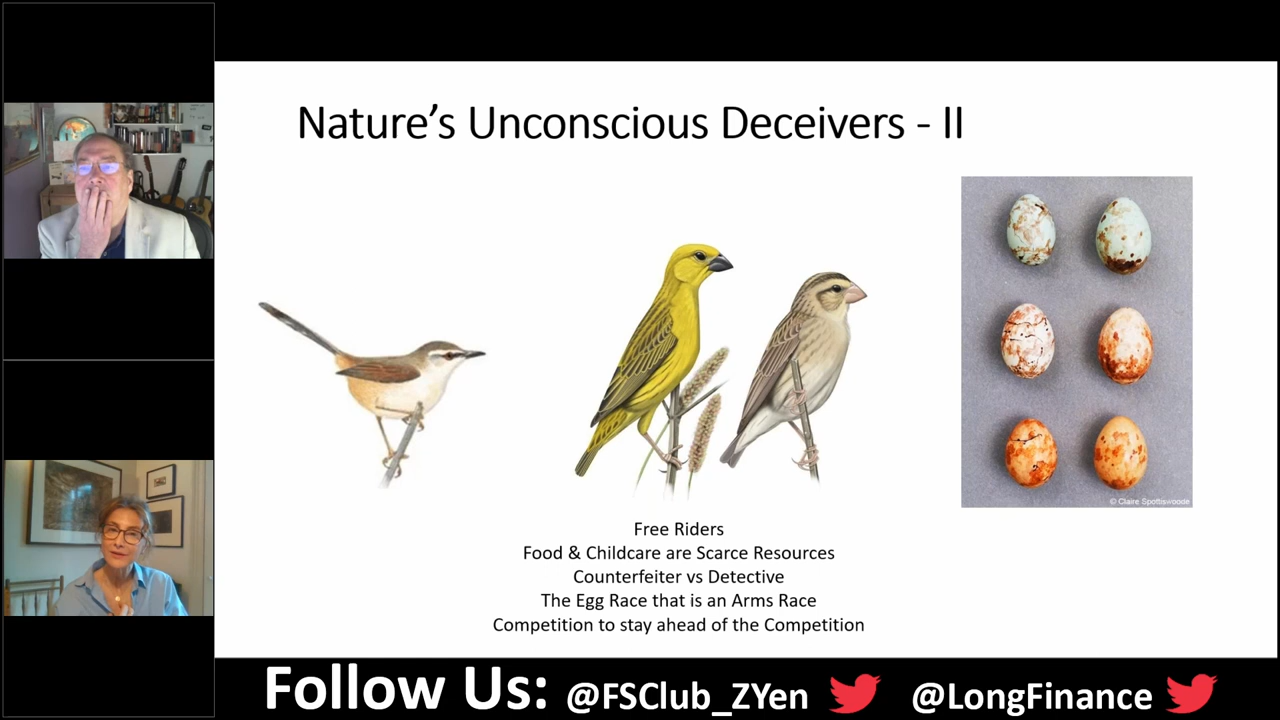 Nature's Unconscious Deceivers - II
© Claire Spottiswoode
Free Riders
Food & Childcare are Scarce Resources
Counterfeiter vs Detective
The Egg Race that is an Arms Race
Competition to stay ahead of the Competition
Follow Us: @FSClub_ZYen @LongFinance